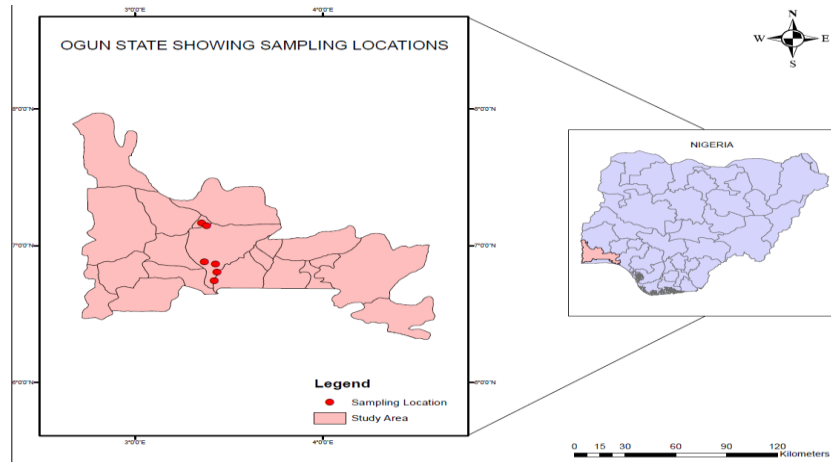 3°0'0"E 4°0'0"E
OGUN STATE SHOWING SAMPLING LOCATIONS
N
W E
S
8°0'0"N 8°0'0"N
NIGERIA
7°0'0"N 7°0'0"N
Legend
Sampling Location
Study Area
6°0'0"N 6°0'0"N
3°0'0"E 4°0'0"E
0 15 30 60 90 120
Kilometers